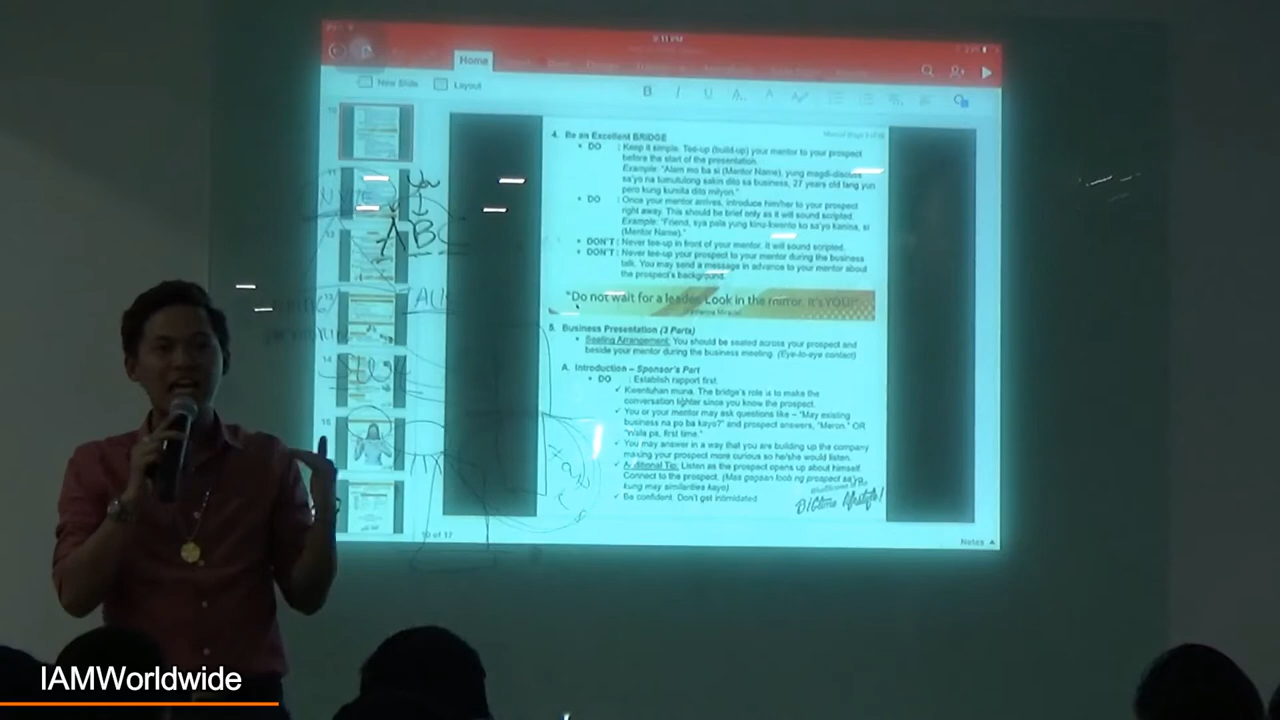 2:11 PM
Home
New Slide
Layout
B I U A
10
4. Be an Excellent BRIDGE
• DO : Keep it simple. Tee-up (build-up) your mentor to your prospect
before the start of the presentation.
Example: "Alam mo ba si (Mentor Name), yung magdi-discuss
sa'yo na tumutulong sakin dito sa business, 27 years old lang yun
pero kung kumita dito milyon."
• DO : Once your mentor arrives, introduce him/her to your prospect
right away. This should be brief only as it will sound scripted.
Example: "Friend, sya pala yung kinu-kwento ko sa'yo kanina, si
(Mentor Name)."
• DON'T : Never tee-up in front of your mentor. It will sound scripted.
• DON'T : Never tee-up your prospect to your mentor during the business
talk. You may send a message in advance to your mentor about
the prospect's background.
"Do not wait for a leader. Look in the mirror. It's YOU!"
5. Business Presentation (3 Parts)
• Seating Arrangement: You should be seated across your prospect and
beside your mentor during the business meeting. (Eye-to-eye contact)
A. Introduction – Sponsor's Part
• DO : Establish rapport first.
✓ Kwentuhan muna. The bridge's role is to make the
conversation lighter since you know the prospect.
✓ You or your mentor may ask questions like – "May existing
business na po ba kayo?" and prospect answers, "Meron." OR
"Wala pa, first time."
✓ You may answer in a way that you are building up the company
making your prospect more curious so he/she would listen.
✓ Additional Tip: Listen as the prospect opens up about himself.
Connect to the prospect. (Mas gagaan loob ng prospect sa'yo
kung may similarities kayo)
✓ Be confident. Don't get intimidated
BIGtime lifestyle!
10 of 17
Notes
You
ABC
IAMWorldwide